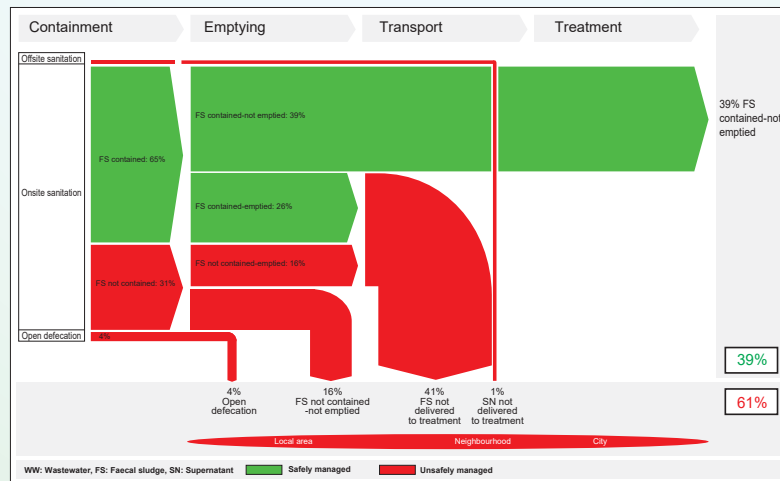 Containment
Emptying
Transport
Treatment
Offsite sanitation
Onsite sanitation
Open defecation
FS contained: 65%
FS not contained: 31%
4%
FS contained-not emptied: 39%
FS contained-emptied: 26%
FS not contained-emptied: 16%
39% FS
contained-not
emptied
39%
61%
4%
Open
defecation
16%
FS not contained
-not emptied
41%
FS not
delivered
to treatment
1%
SN not
delivered
to treatment
Local area
Neighbourhood
City
WW: Wastewater, FS: Faecal sludge, SN: Supernatant
Safely managed
Unsafely managed